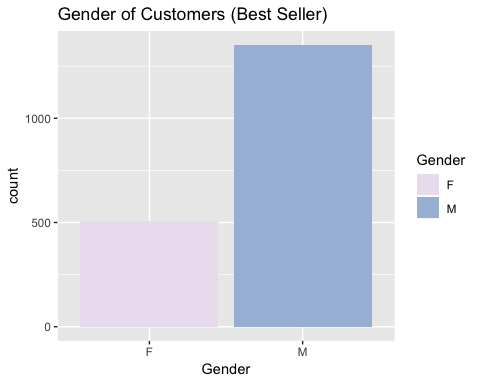 Gender of Customers (Best Seller)
1000
500
0
count
F
M
Gender
Gender
F
M